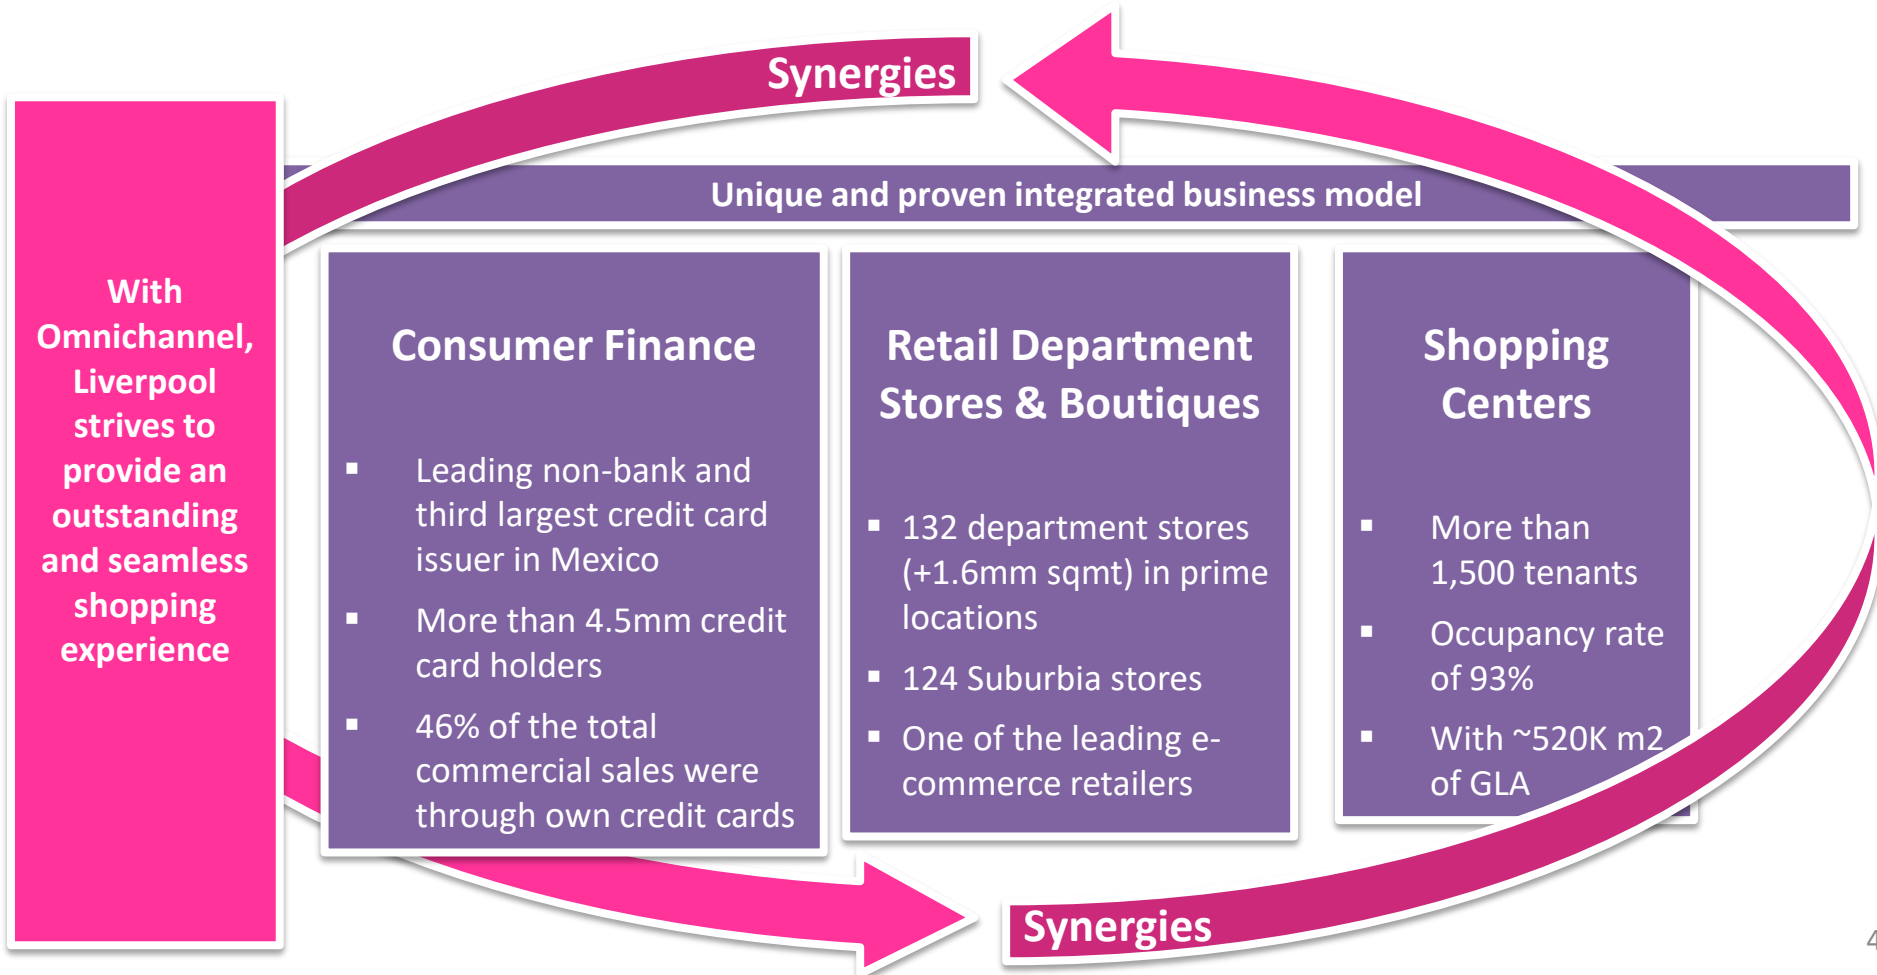 Synergies
Unique and proven integrated business model
With
Omnichannel,
Liverpool
strives to
provide an
outstanding
and seamless
shopping
experience
Consumer Finance
▪ Leading non-bank and
third largest credit card
issuer in Mexico
▪ More than 4.5mm credit
card holders
▪ 46% of the total
commercial sales were
through own credit cards
Retail Department
Stores & Boutiques
▪ 132 department stores
(+1.6mm sqmt) in prime
locations
▪ 124 Suburbia stores
▪ One of the leading e-
commerce retailers
Shopping
Centers
▪ More than
1,500 tenants
▪ Occupancy rate
of 93%
▪ With ~520K m2
of GLA
Synergies
4